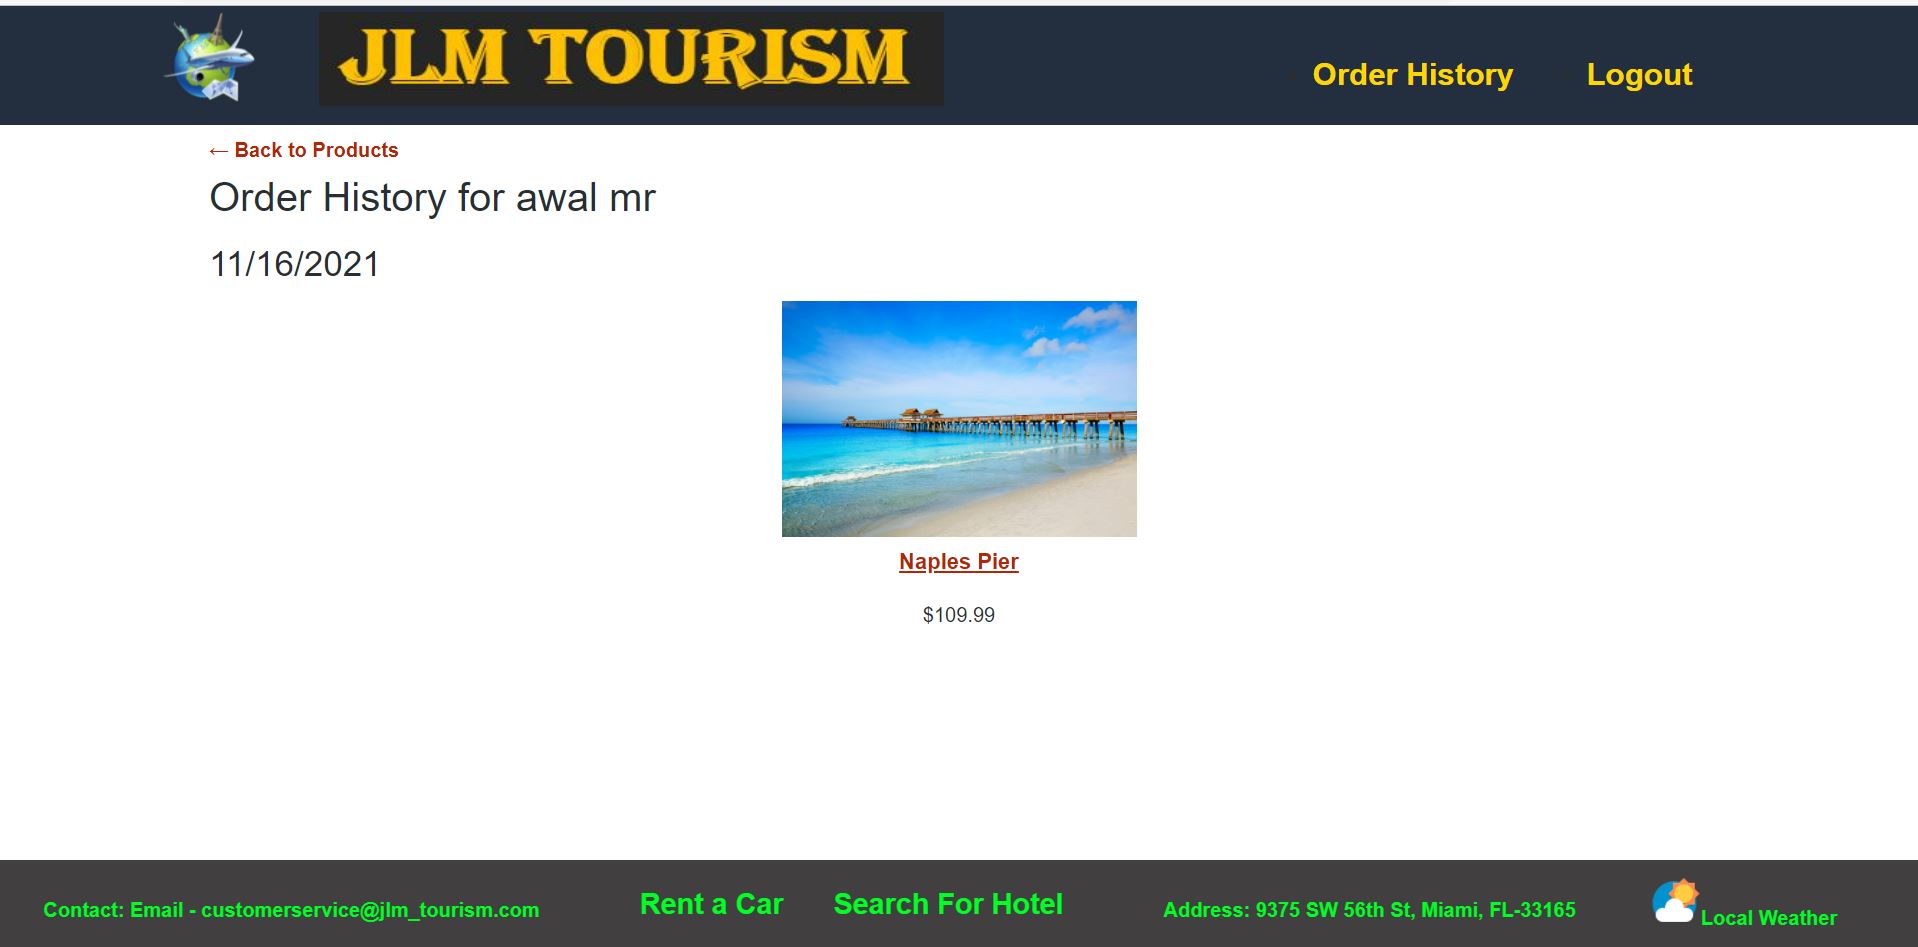 JLM TOURISM
Order History
Logout
← Back to Products
Order History for awal mr
11/16/2021
Naples Pier
$109.99
Contact: Email - customerservice@jlm_tourism.com
Rent a Car
Search For Hotel
Address: 9375 SW 56th St, Miami, FL-33165
Local Weather